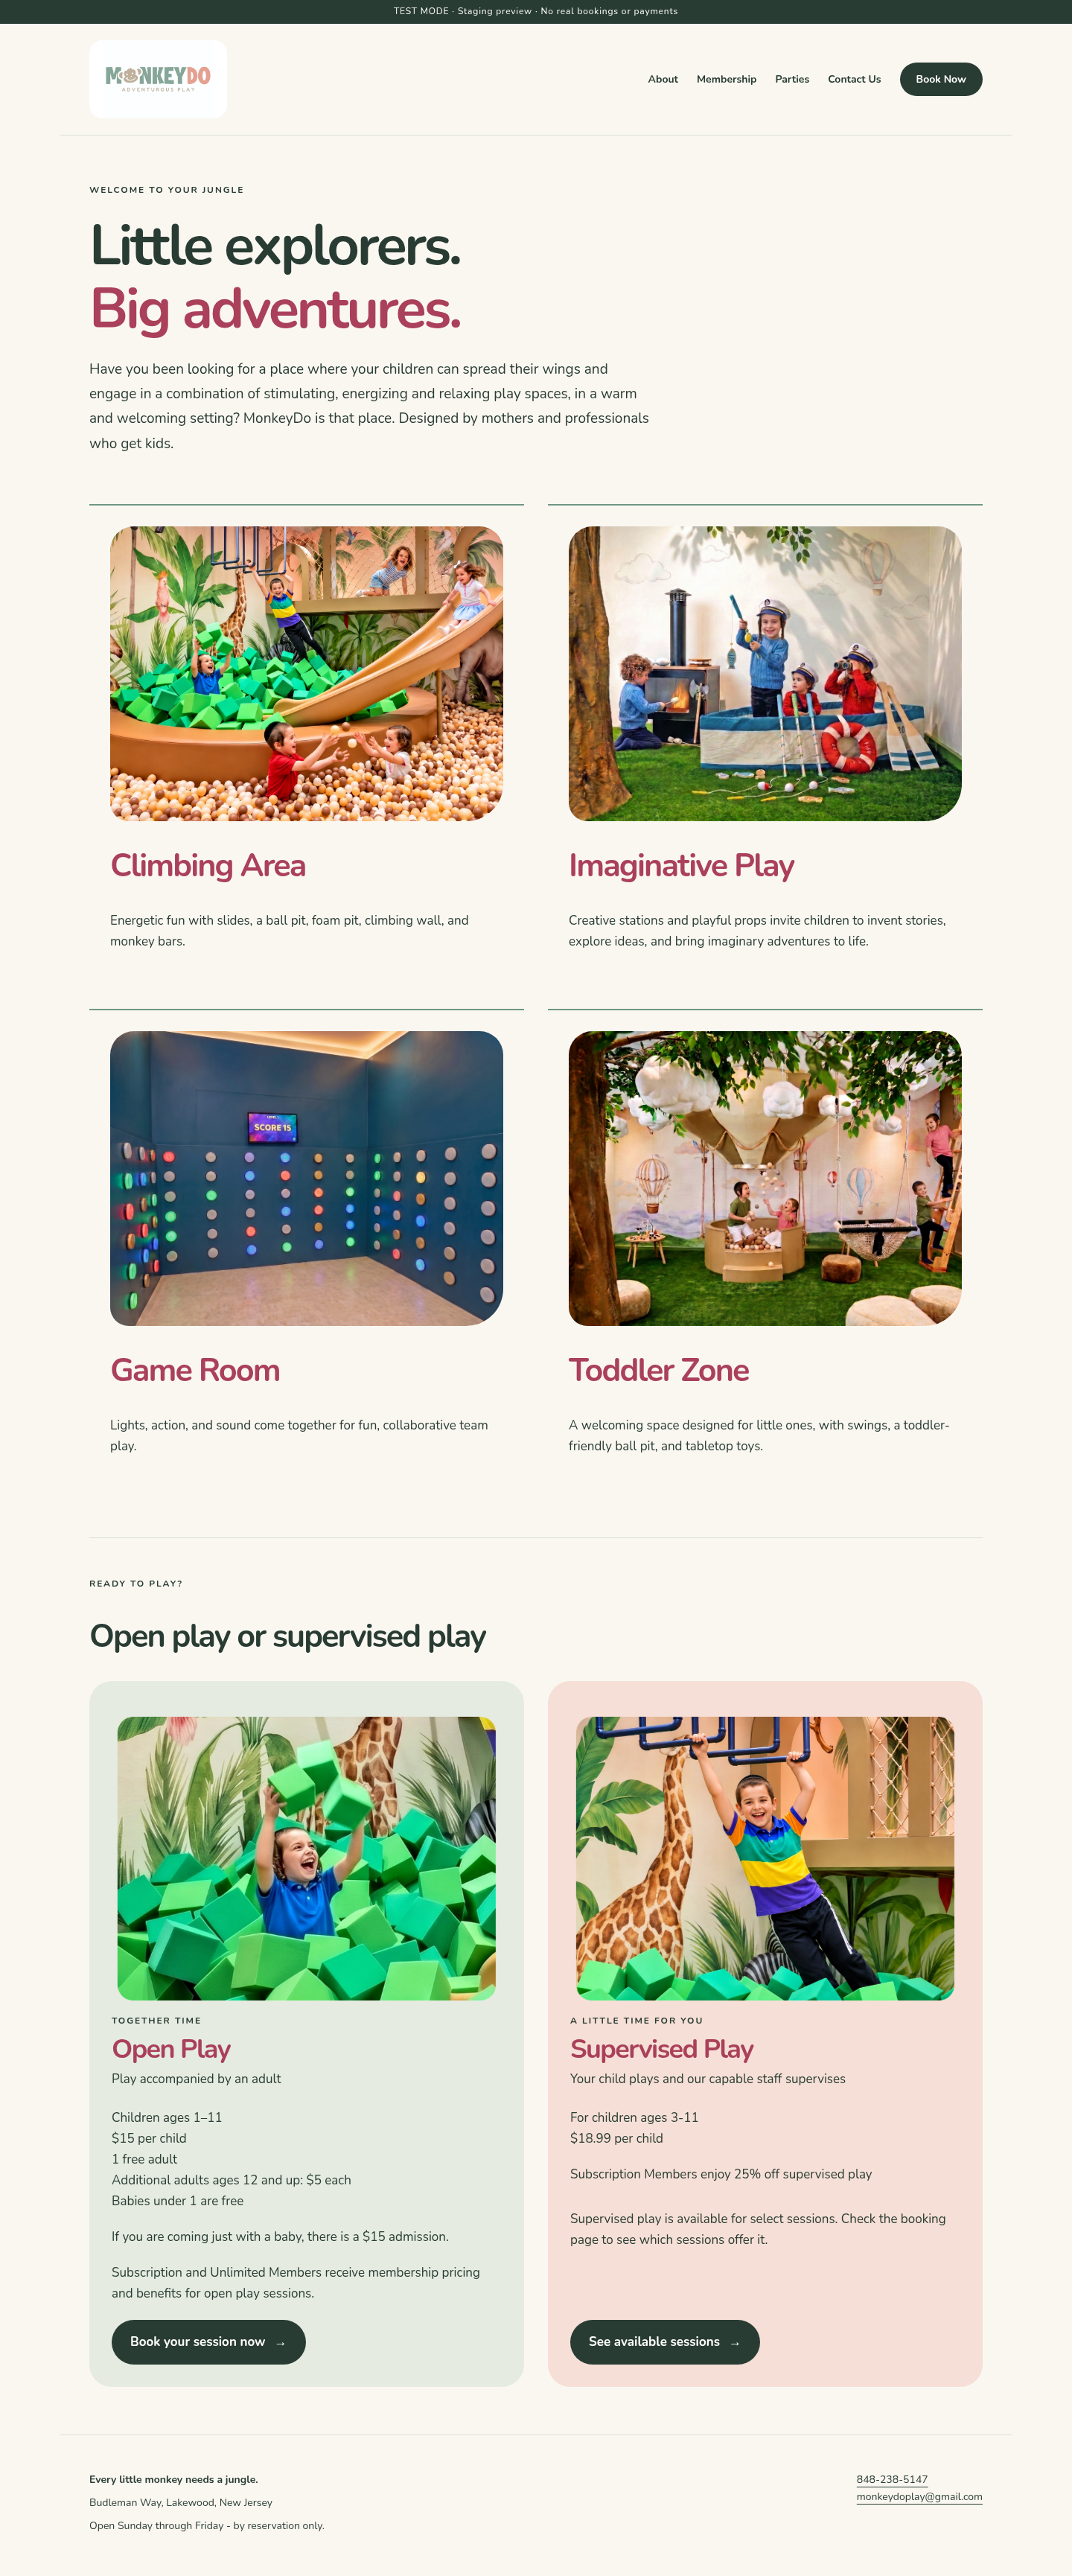 TEST MODE · Staging preview · No real bookings or payments
MONKEYDO
ADVENTUROUS PLAY
About
Membership
Parties
Contact Us
Book Now
WELCOME TO YOUR JUNGLE
Little explorers.
Big adventures.
Have you been looking for a place where your children can spread their wings and
engage in a combination of stimulating, energizing and relaxing play spaces, in a warm
and welcoming setting? MonkeyDo is that place. Designed by mothers and professionals
who get kids.
Climbing Area
Energetic fun with slides, a ball pit, foam pit, climbing wall, and
monkey bars.
Imaginative Play
Creative stations and playful props invite children to invent stories,
explore ideas, and bring imaginary adventures to life.
SCORE 15
Game Room
Lights, action, and sound come together for fun, collaborative team
play.
Toddler Zone
A welcoming space designed for little ones, with swings, a toddler-
friendly ball pit, and tabletop toys.
READY TO PLAY?
Open play or supervised play
TOGETHER TIME
Open Play
Play accompanied by an adult
Children ages 1–11
$15 per child
1 free adult
Additional adults ages 12 and up: $5 each
Babies under 1 are free
If you are coming just with a baby, there is a $15 admission.
Subscription and Unlimited Members receive membership pricing
and benefits for open play sessions.
Book your session now →
A LITTLE TIME FOR YOU
Supervised Play
Your child plays and our capable staff supervises
For children ages 3-11
$18.99 per child
Subscription Members enjoy 25% off supervised play
Supervised play is available for select sessions. Check the booking
page to see which sessions offer it.
See available sessions →
Every little monkey needs a jungle.
Budleman Way, Lakewood, New Jersey
Open Sunday through Friday - by reservation only.
848-238-5147
monkeydoplay@gmail.com